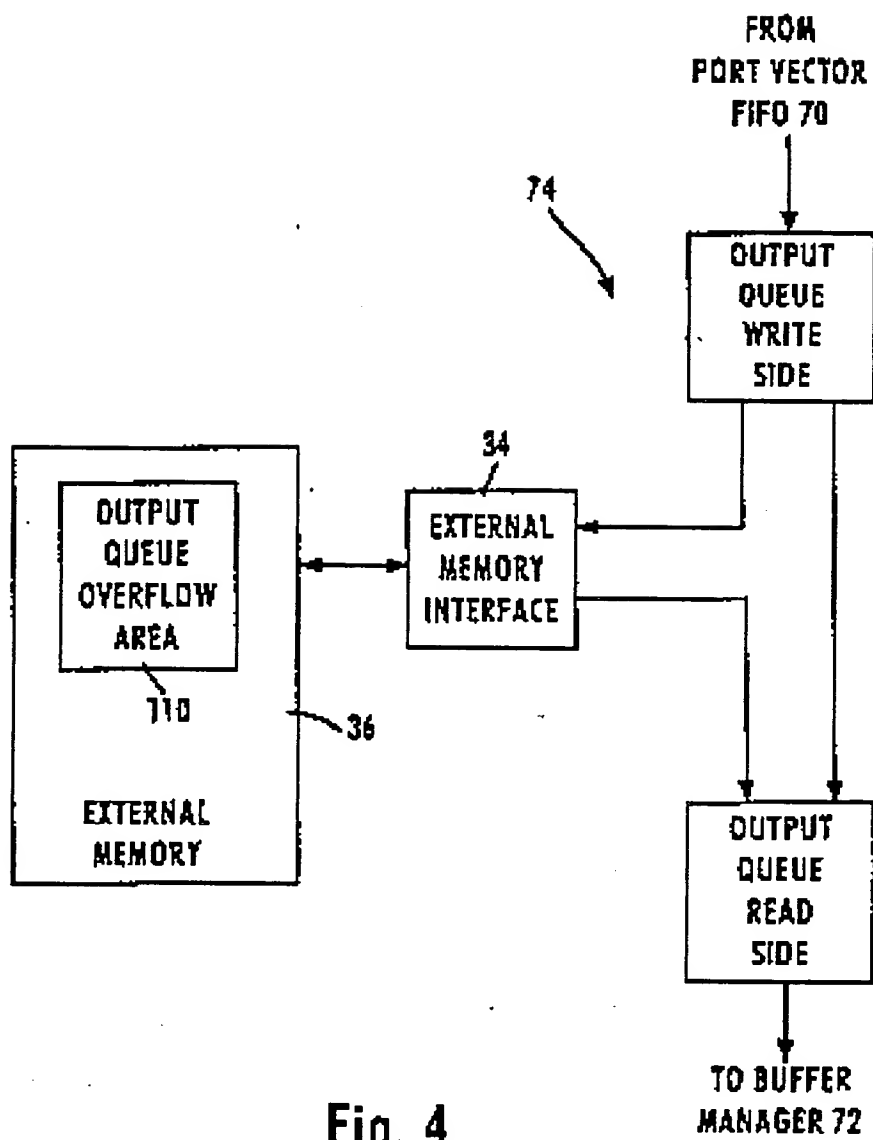 FROM
PORT VECTOR
FIFO 70
74
OUTPUT
QUEUE
WRITE
SIDE
34
EXTERNAL
MEMORY
INTERFACE
OUTPUT
QUEUE
OVERFLOW
AREA
110
36
EXTERNAL
MEMORY
OUTPUT
QUEUE
READ
SIDE
TO BUFFER
MANAGER 72
Fig. 4